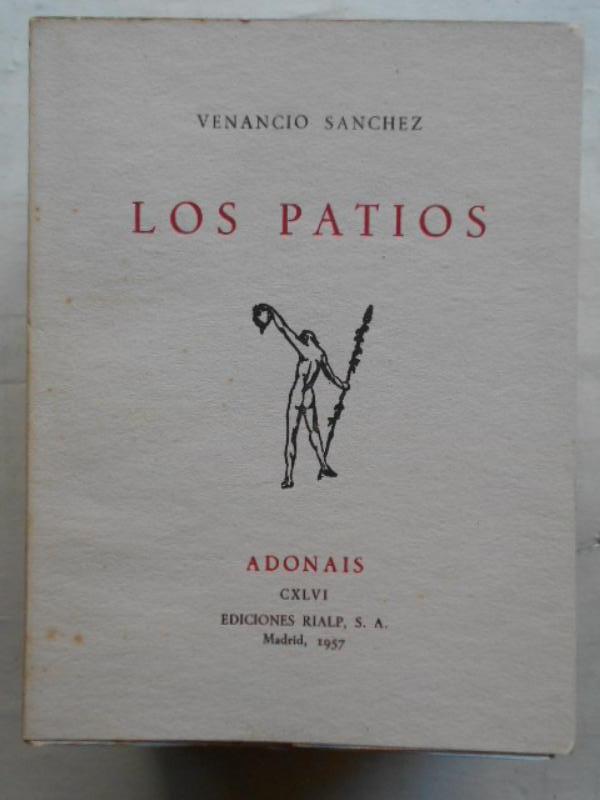 VENANCIO SANCHEZ
LOS PATIOS
ADONAIS
CXLVI
EDICIONES RIALP, S. A.
Madrid, 1957